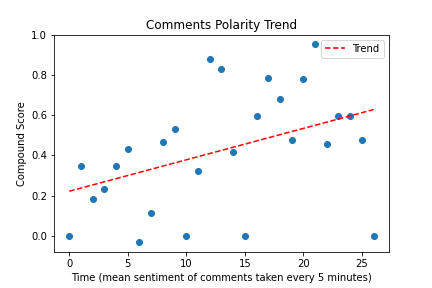 Comments Polarity Trend
1.0
0.8
0.6
0.4
0.2
0.0
Compound Score
Trend
0 5 10 15 20 25
Time (mean sentiment of comments taken every 5 minutes)